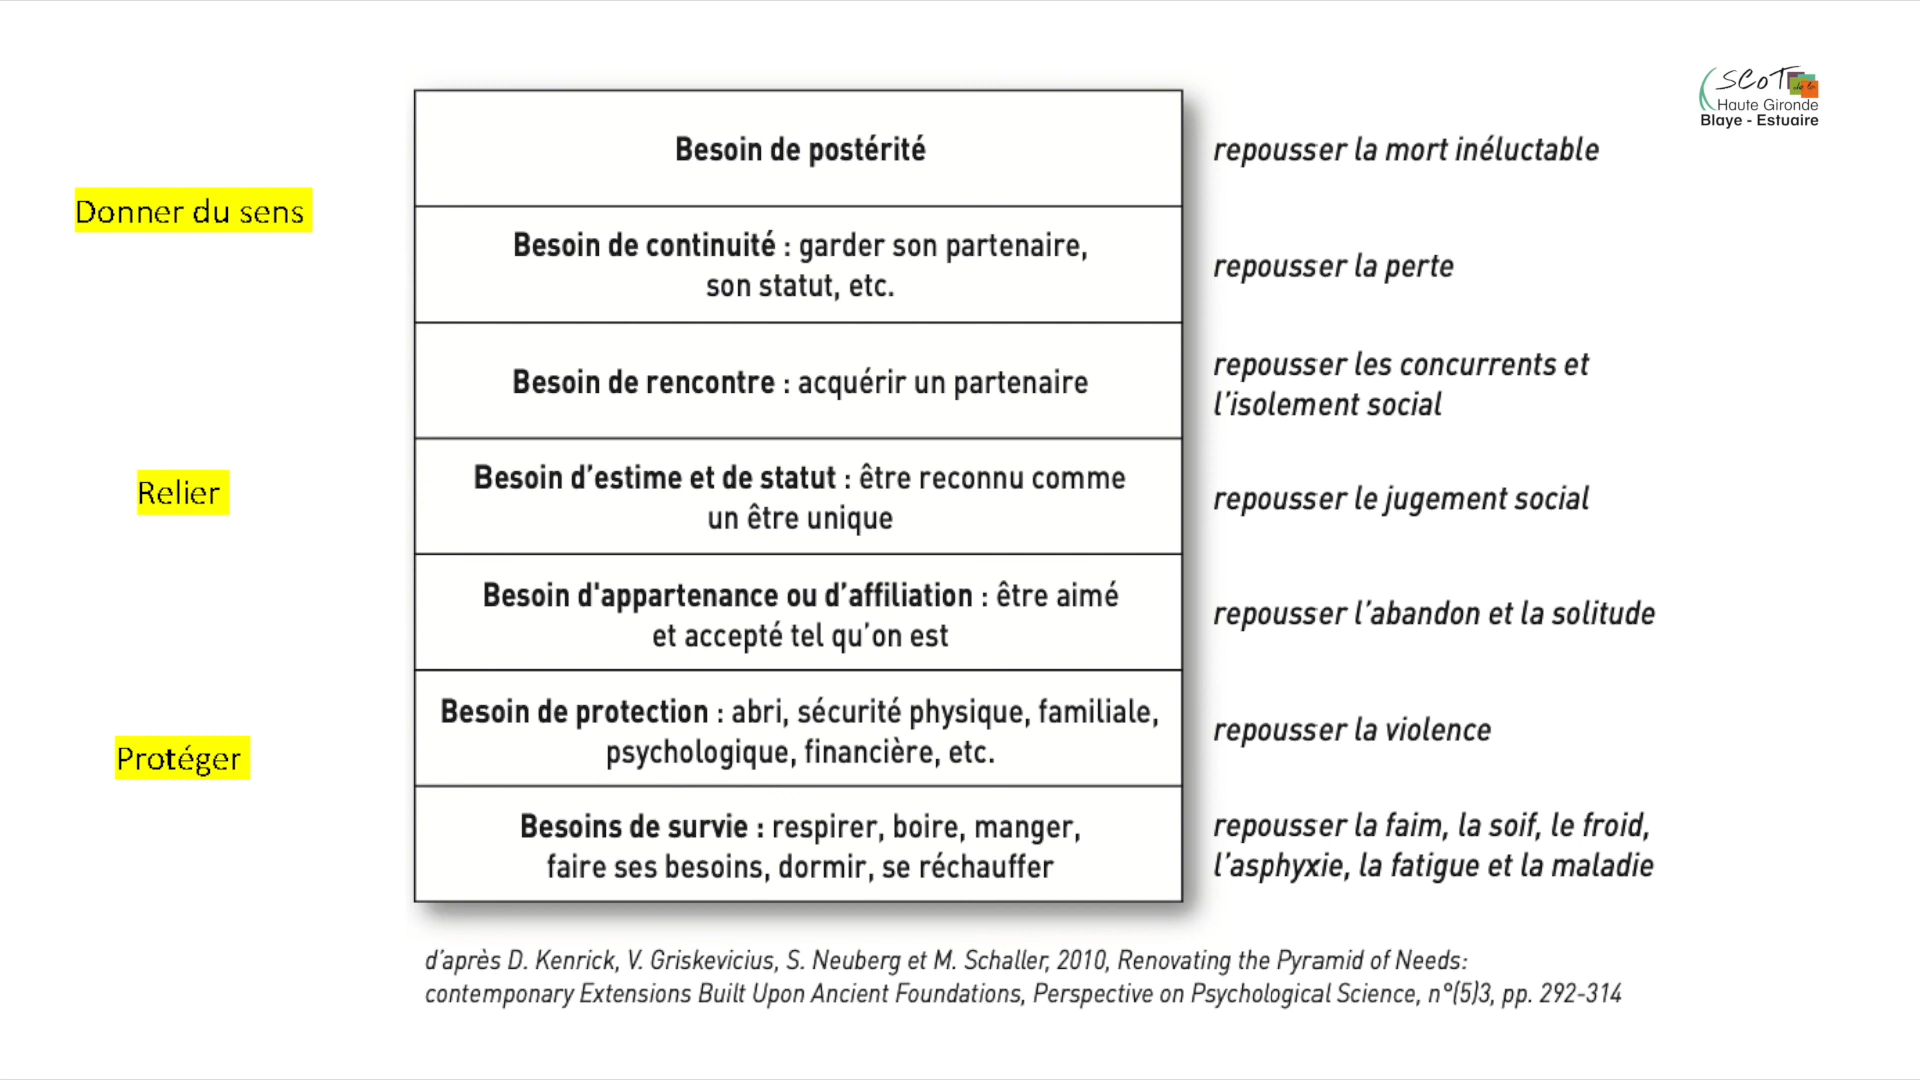 SCoT
de la
Haute Gironde
Blaye - Estuaire
Donner du sens
Relier
Protéger
Besoin de postérité
repousser la mort inéluctable
Besoin de continuité : garder son partenaire,
son statut, etc.
repousser la perte
Besoin de rencontre : acquérir un partenaire
repousser les concurrents et
l’isolement social
Besoin d’estime et de statut : être reconnu comme
un être unique
repousser le jugement social
Besoin d'appartenance ou d’affiliation : être aimé
et accepté tel qu’on est
repousser l’abandon et la solitude
Besoin de protection : abri, sécurité physique, familiale,
psychologique, financière, etc.
repousser la violence
Besoins de survie : respirer, boire, manger,
faire ses besoins, dormir, se réchauffer
repousser la faim, la soif, le froid,
l’asphyxie, la fatigue et la maladie
d’après D. Kenrick, V. Griskevicius, S. Neuberg et M. Schaller, 2010, Renovating the Pyramid of Needs:
contemponary Extensions Built Upon Ancient Foundations, Perspective on Psychological Science, n°(5)3, pp. 292-314